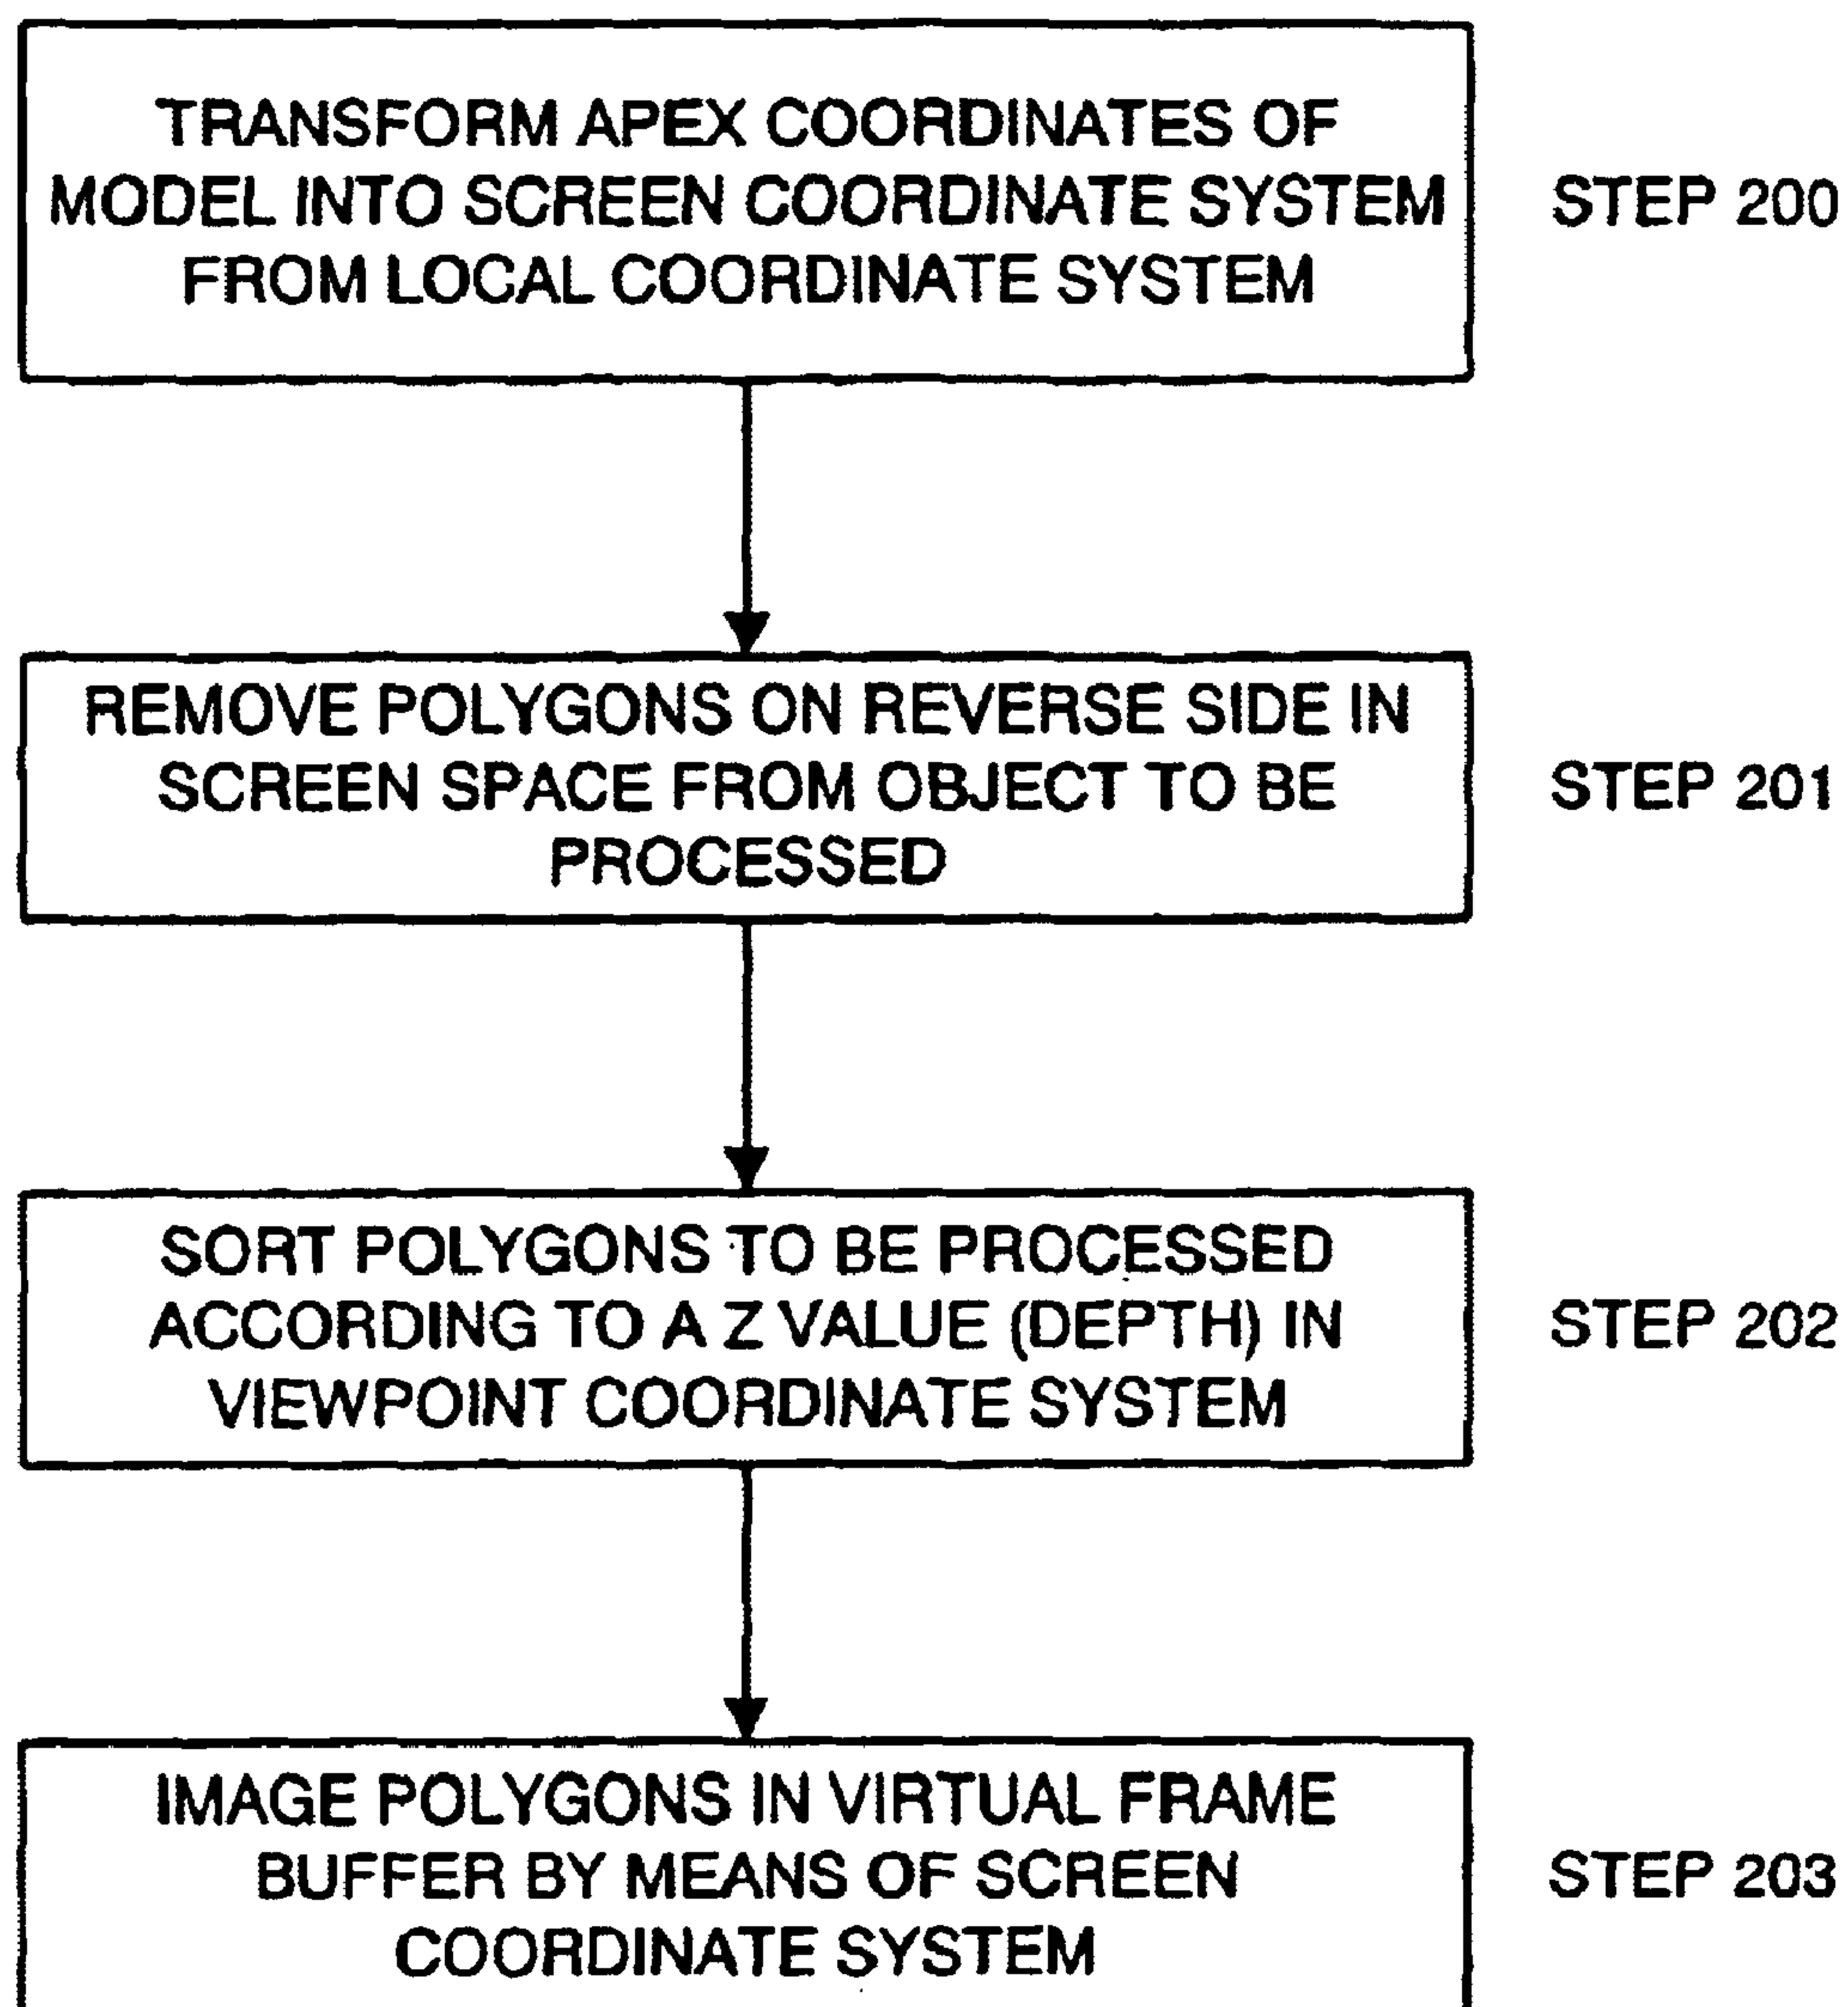 TRANSFORM APEX COORDINATES OF
MODEL INTO SCREEN COORDINATE SYSTEM
FROM LOCAL COORDINATE SYSTEM
STEP 200
REMOVE POLYGONS ON REVERSE SIDE IN
SCREEN SPACE FROM OBJECT TO BE
PROCESSED
STEP 201
SORT POLYGONS TO BE PROCESSED
ACCORDING TO A Z VALUE (DEPTH) IN
VIEWPOINT COORDINATE SYSTEM
STEP 202
IMAGE POLYGONS IN VIRTUAL FRAME
BUFFER BY MEANS OF SCREEN
COORDINATE SYSTEM
STEP 203